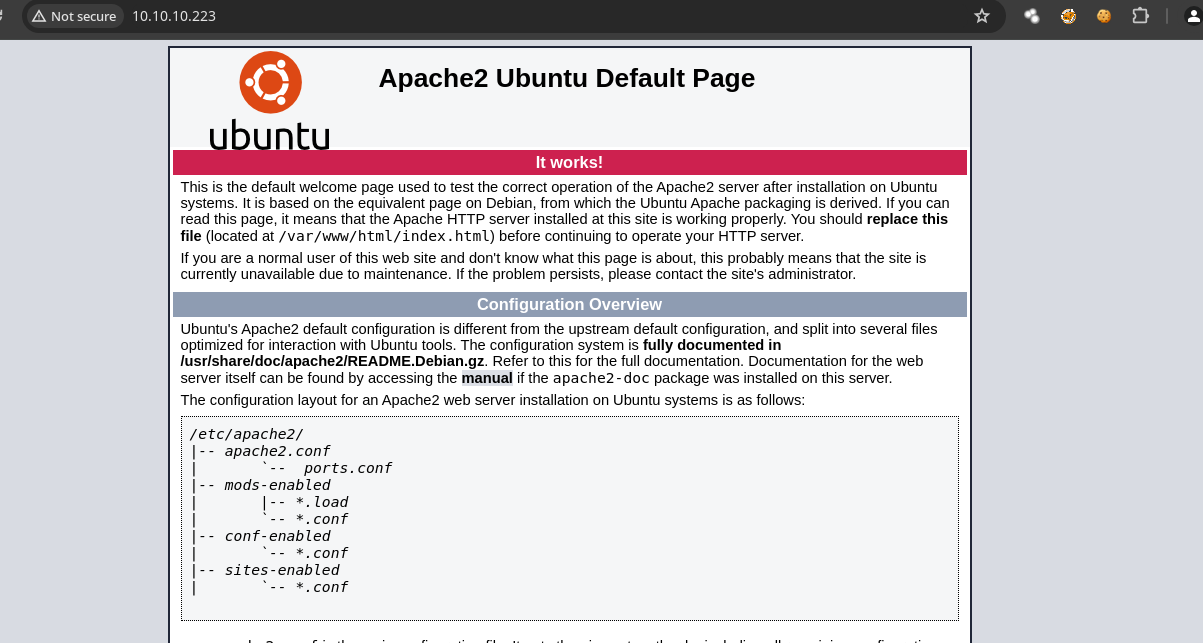 Not secure 10.10.10.223
Apache2 Ubuntu Default Page
ubuntu
It works!
This is the default welcome page used to test the correct operation of the Apache2 server after installation on Ubuntu
systems. It is based on the equivalent page on Debian, from which the Ubuntu Apache packaging is derived. If you can
read this page, it means that the Apache HTTP server installed at this site is working properly. You should replace this
file (located at /var/www/html/index.html) before continuing to operate your HTTP server.
If you are a normal user of this web site and don't know what this page is about, this probably means that the site is
currently unavailable due to maintenance. If the problem persists, please contact the site's administrator.
Configuration Overview
Ubuntu's Apache2 default configuration is different from the upstream default configuration, and split into several files
optimized for interaction with Ubuntu tools. The configuration system is fully documented in
/usr/share/doc/apache2/README.Debian.gz. Refer to this for the full documentation. Documentation for the web
server itself can be found by accessing the manual if the apache2-doc package was installed on this server.
The configuration layout for an Apache2 web server installation on Ubuntu systems is as follows:
/etc/apache2/
|-- apache2.conf
|       `--  ports.conf
|-- mods-enabled
|       |-- *.load
|       `-- *.conf
|-- conf-enabled
|       `-- *.conf
|-- sites-enabled
|       `-- *.conf